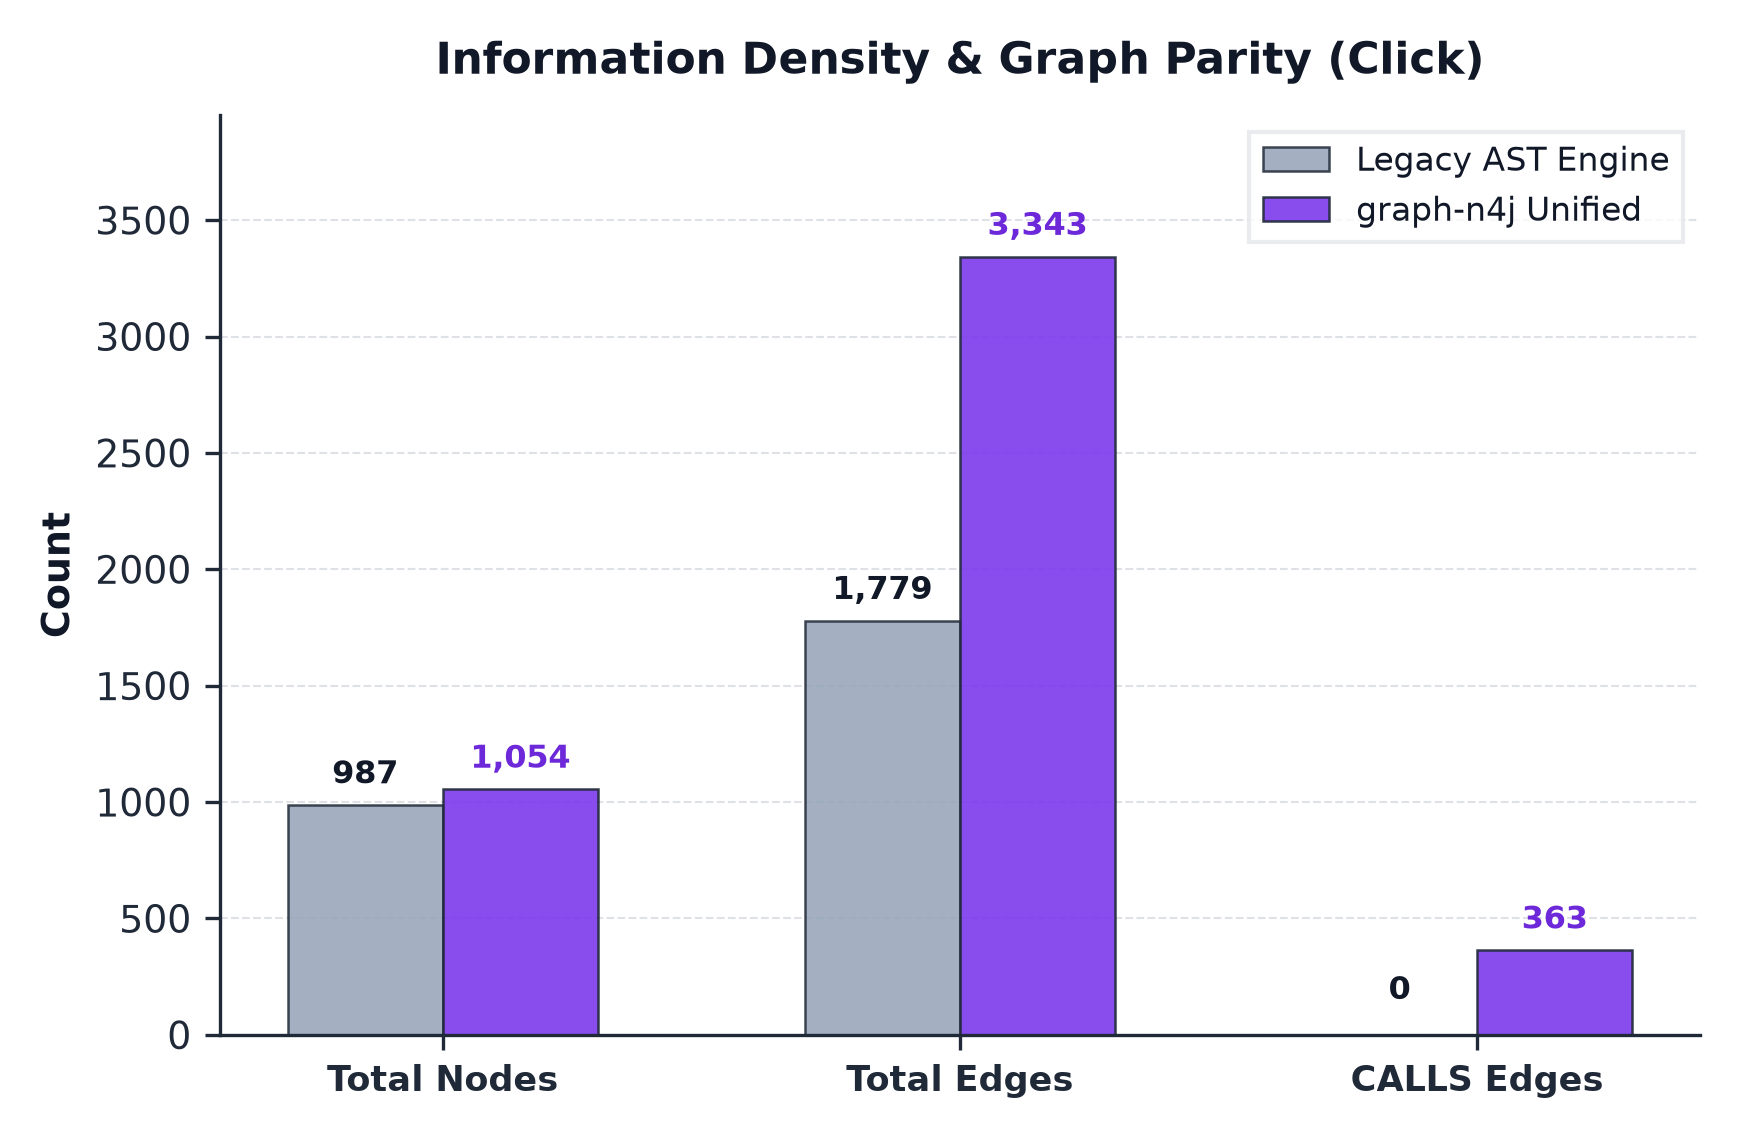 Information Density & Graph Parity (Click)
Legacy AST Engine
graph-n4j Unified
Count
3500
3000
2500
2000
1500
1000
500
0
987
1,054
1,779
3,343
0
363
Total Nodes
Total Edges
CALLS Edges